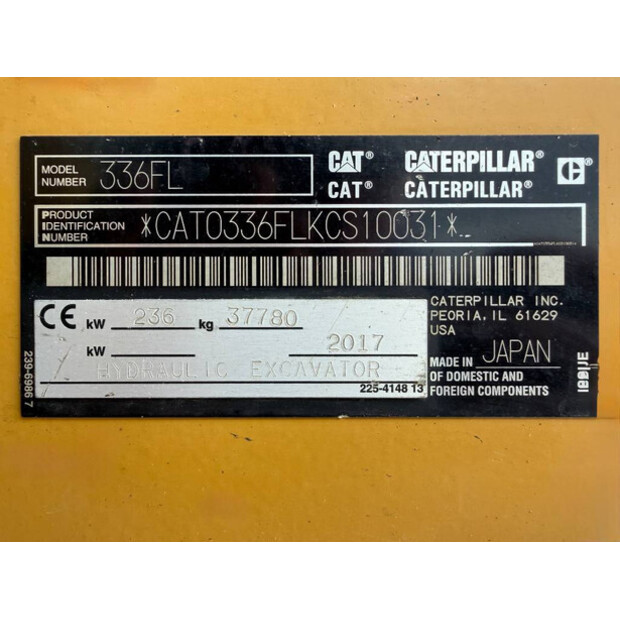 MODEL NUMBER 336FL
CAT® CATERPILLAR® C
CAT® CATERPILLAR®
PRODUCT IDENTIFICATION NUMBER *CAT0336FLKCS10031*
CE kW 236 kg 37780
kW 2017
HYDRAULIC EXCAVATOR
225-4148 13
CATERPILLAR INC.
PEORIA, IL 61629
USA
MADE IN JAPAN
OF DOMESTIC AND
FOREIGN COMPONENTS
239-6986 7